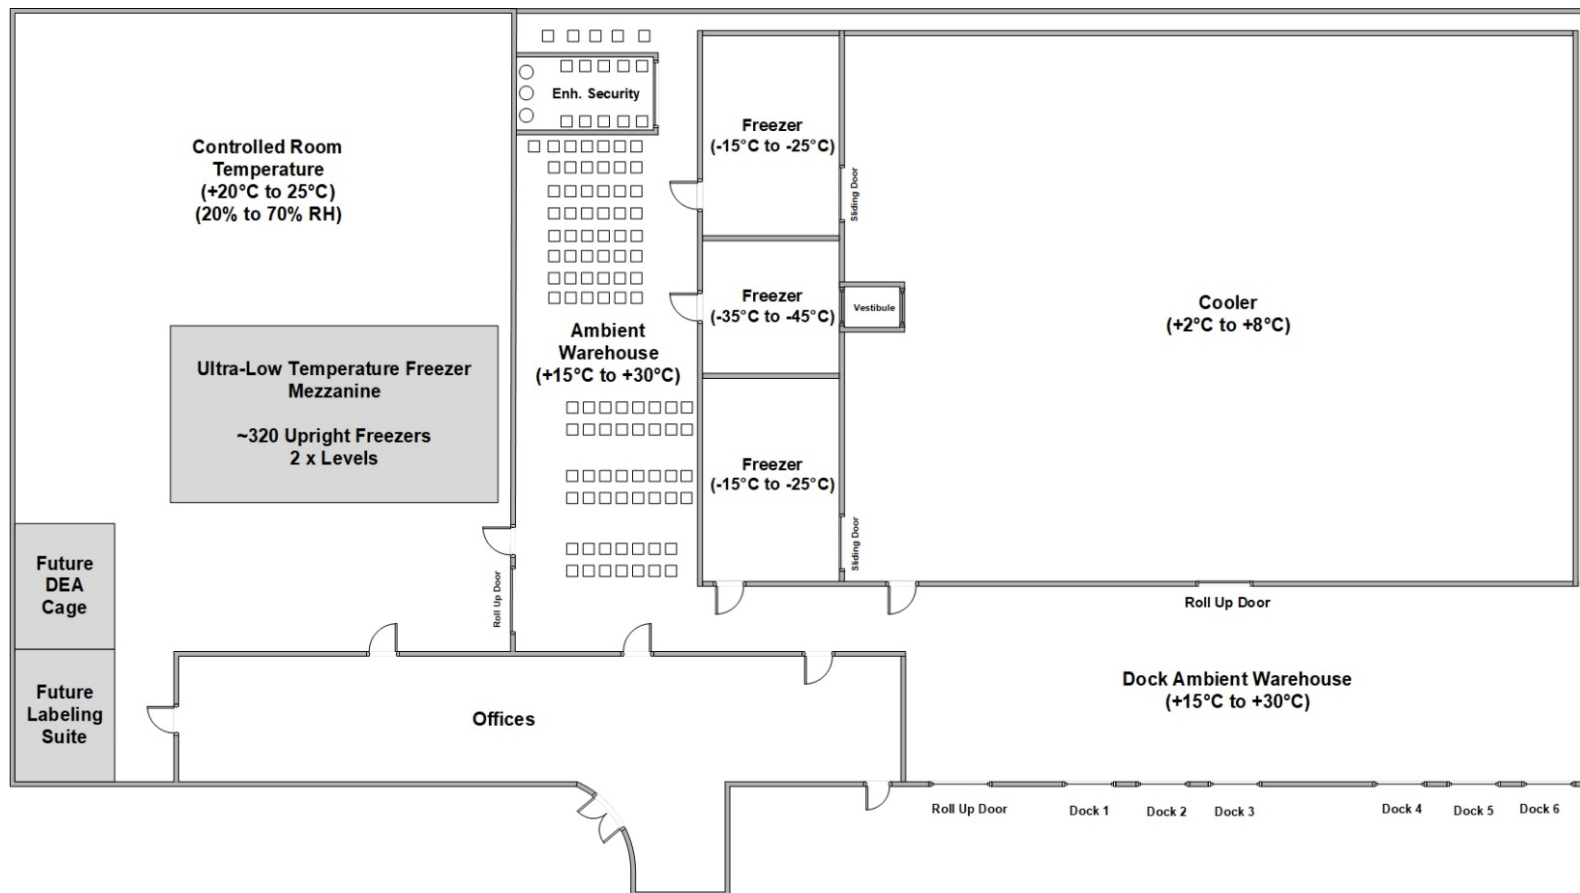 Enh. Security
Controlled Room
Temperature
(+20°C to 25°C)
(20% to 70% RH)
Freezer
(-15°C to -25°C)
Sliding Door
Freezer
(-35°C to -45°C)
Vestibule
Cooler
(+2°C to +8°C)
Ambient
Warehouse
(+15°C to +30°C)
Ultra-Low Temperature Freezer
Mezzanine
~320 Upright Freezers
2 x Levels
Freezer
(-15°C to -25°C)
Sliding Door
Future
DEA
Cage
Roll Up Door
Roll Up Door
Future
Labeling
Suite
Offices
Dock Ambient Warehouse
(+15°C to +30°C)
Roll Up Door
Dock 1
Dock 2
Dock 3
Dock 4
Dock 5
Dock 6